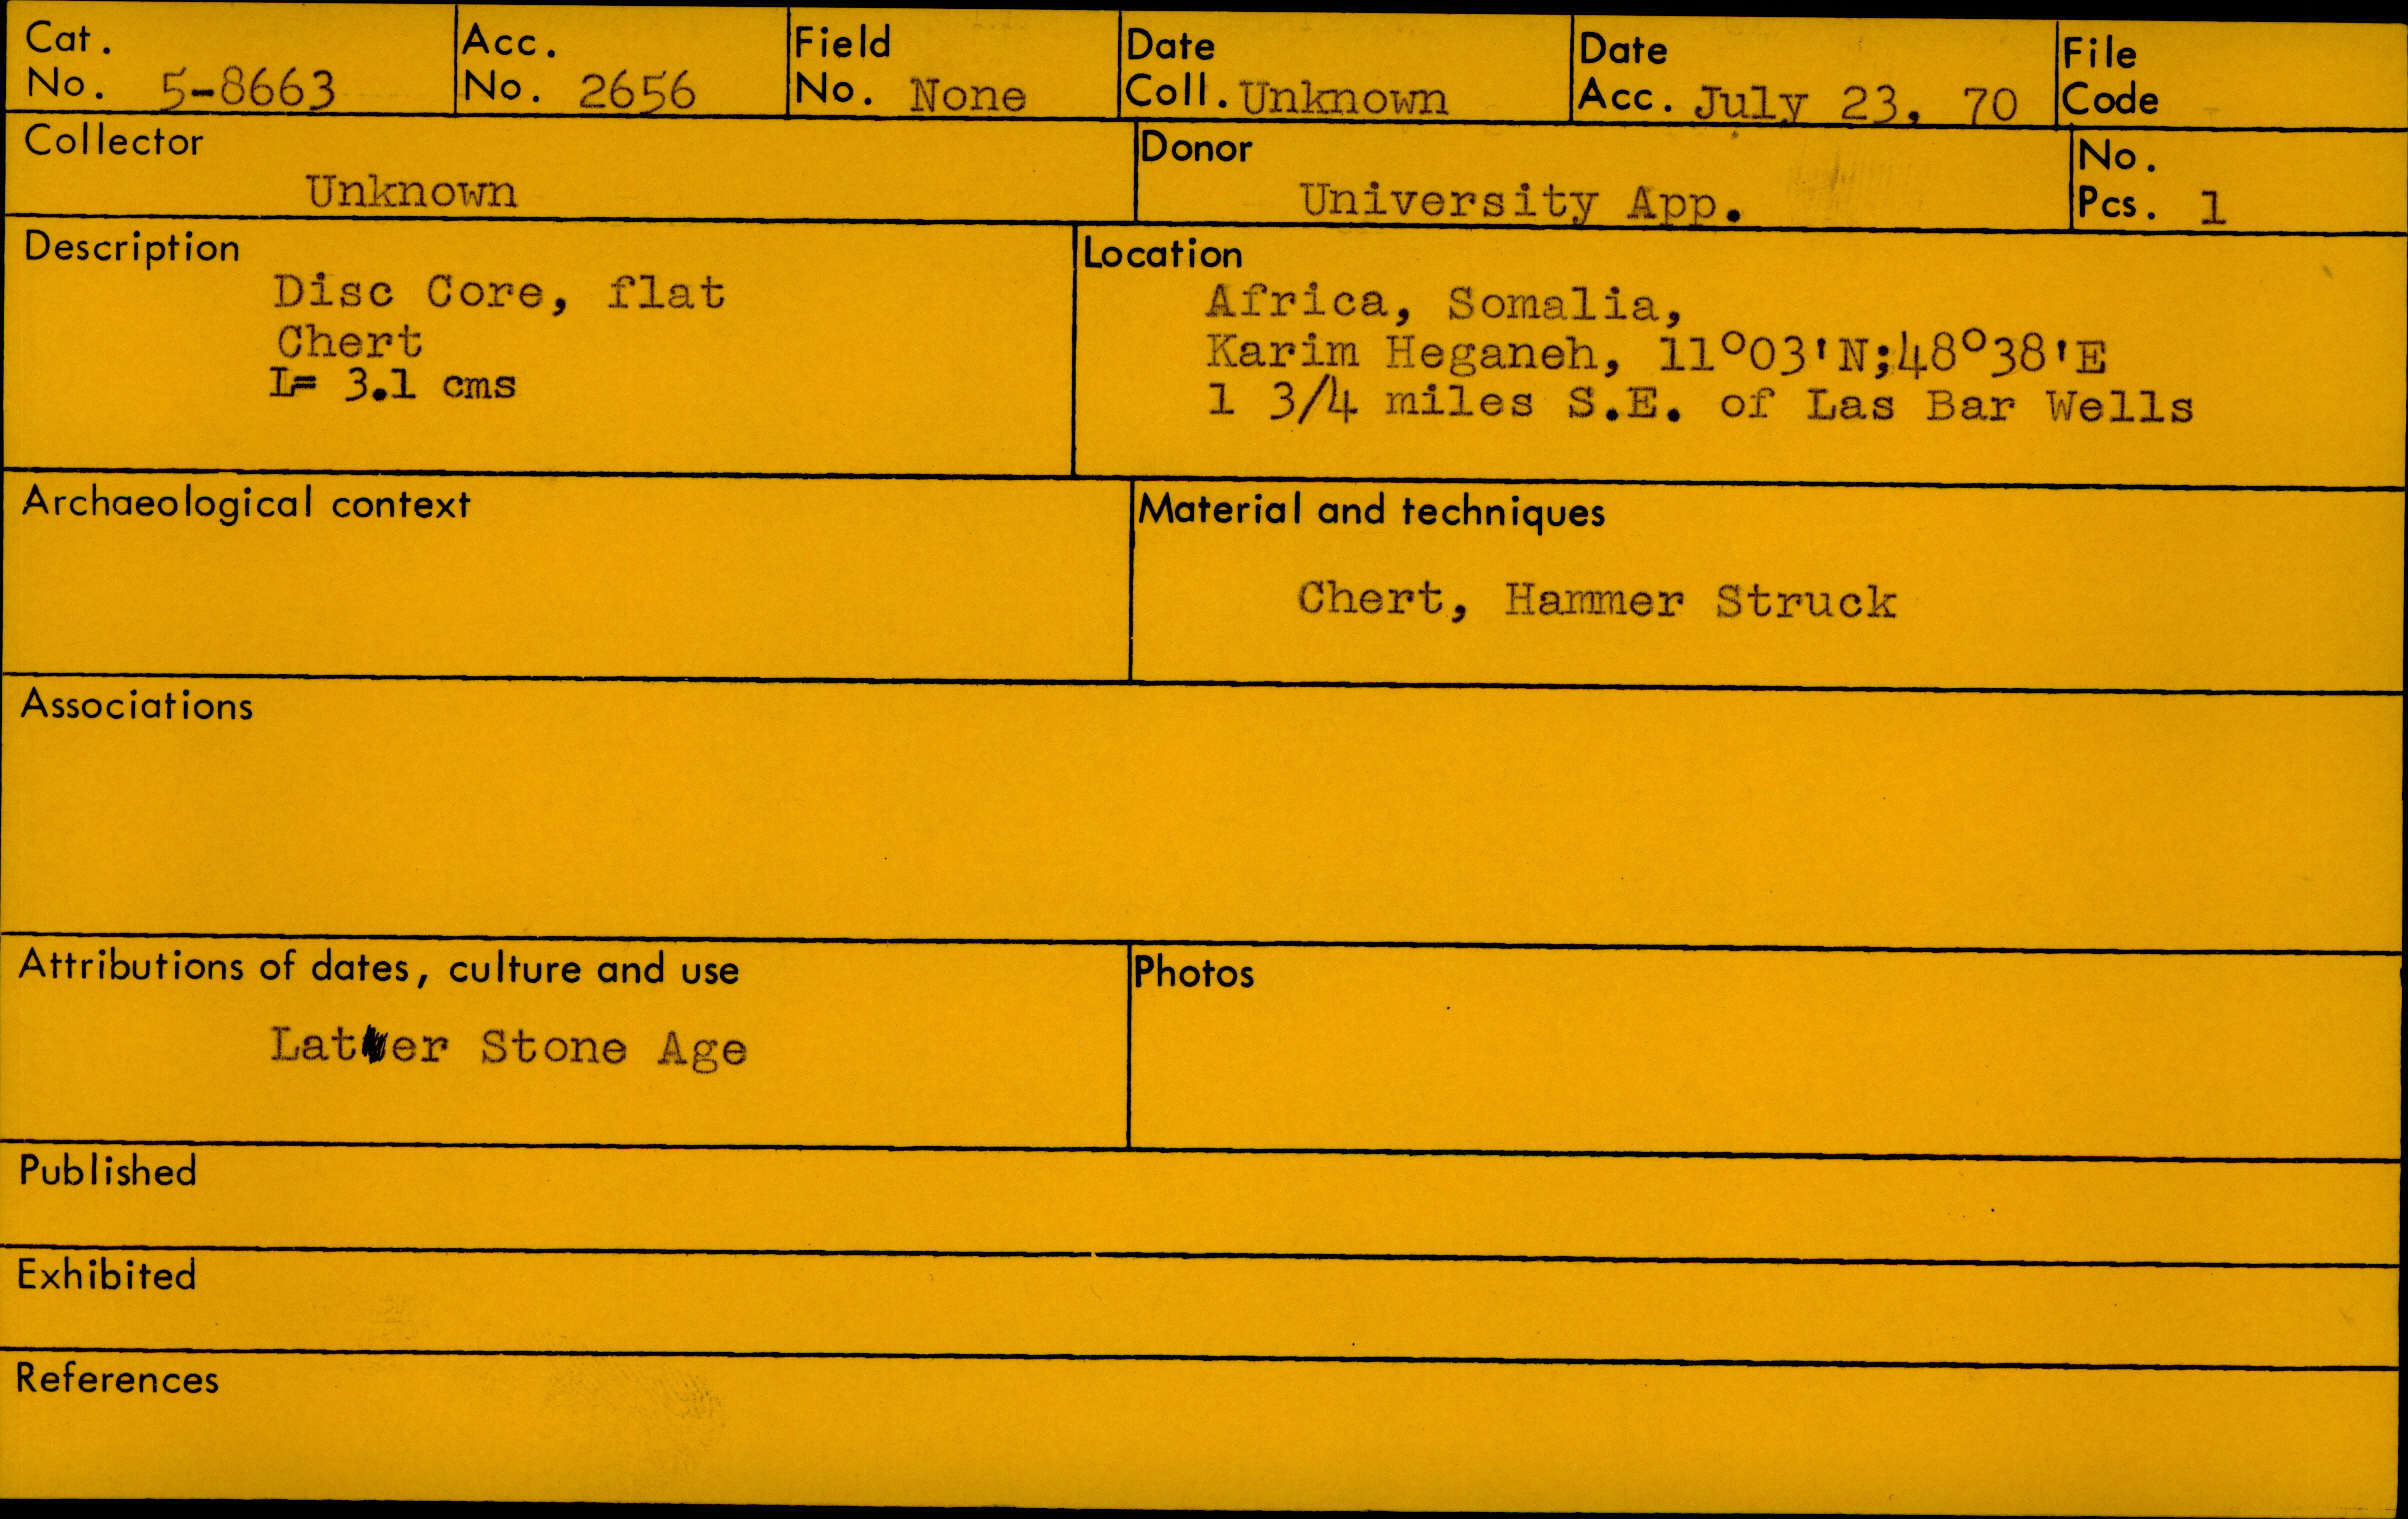 Cat. No. 5-8663
Acc. No. 2656
Field No. None
Date Coll. Unknown
Date Acc. July 23, 70
File Code
Collector
Unknown
Donor
University App.
No. Pcs. 1
Description
Disc Core, flat
Chert
L= 3.1 cms
Location
Africa, Somalia,
Karim Heganeh, 11°03'N;48°38'E
1 3/4 miles S.E. of Las Bar Wells
Archaeological context
Material and techniques
Chert, Hammer Struck
Associations
Attributions of dates, culture and use
Later Stone Age
Photos
Published
Exhibited
References